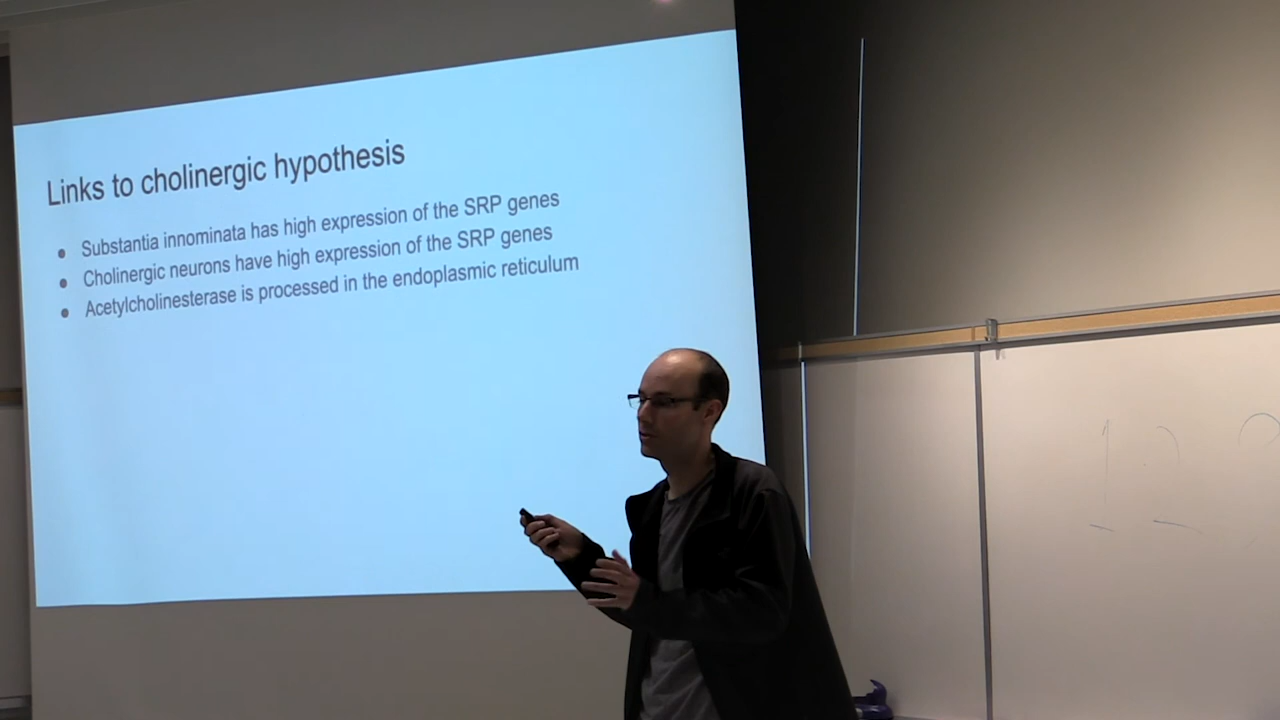 Links to cholinergic hypothesis
● Substantia innominata has high expression of the SRP genes
● Cholinergic neurons have high expression of the SRP genes
● Acetylcholinesterase is processed in the endoplasmic reticulum